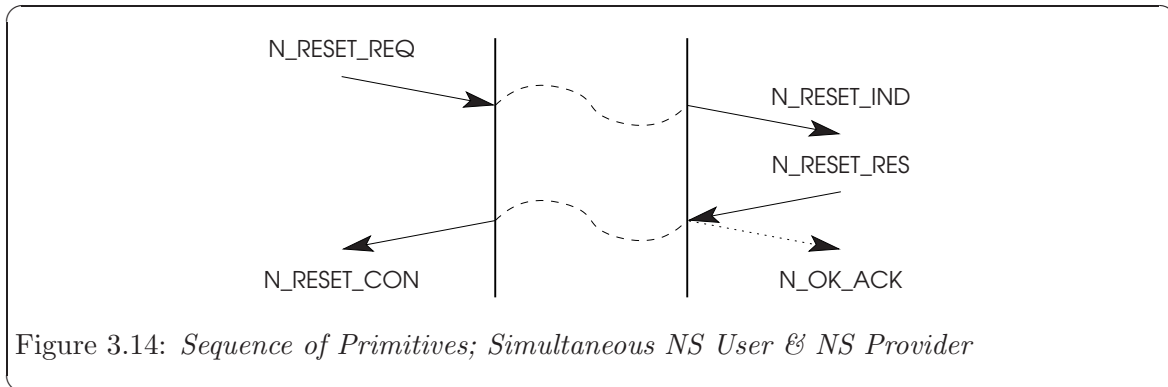 N_RESET_REQ
N_RESET_IND
N_RESET_RES
N_RESET_CON
N_OK_ACK
Figure 3.14: Sequence of Primitives; Simultaneous NS User & NS Provider